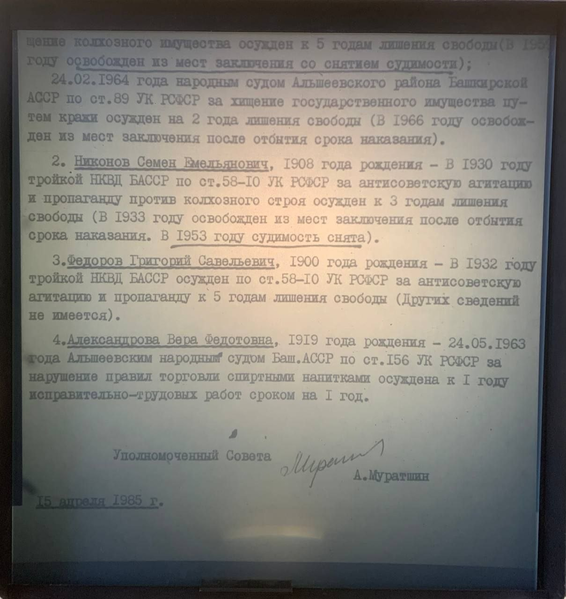 щение колхозного имущества осужден к 5 годам лишения свободы(В
году освобожден из мест заключения со снятием судимости);
24.02.1964 года народным судом Альшеевского района Башкирской
АССР по ст.89 УК РСФСР за хищение государственного имущества пу-
тем кражи осужден на 2 года лишения свободы (В 1966 году освобож-
ден из мест заключения после отбытия срока наказания).
2. Никонов Семен Емельянович, 1908 года рождения – В 1930 году
тройкой НКВД БАССР по ст.58-10 УК РСФСР за антисоветскую агитацию
и пропаганду против колхозного строя осужден к 3 годам лишения
свободы (В 1933 году освобожден из мест заключения после отбытия
срока наказания. В 1953 году судимость снята).
3.Федоров Григорий Савельевич, 1900 года рождения – В 1932 году
тройкой НКВД БАССР осужден по ст.58-10 УК РСФСР за антисоветскую
агитацию и пропаганду к 5 годам лишения свободы (Других сведений
не имеется).
4.Александрова Вера Федотовна, 1919 года рождения – 24.05.1963
года Альшеевским народным судом Баш.АССР по ст.I56 УК РСФСР за
нарушение правил торговли спиртными напитками осуждена к I году
исправительно-трудовых работ сроком на I год.
Уполномоченный Совета
А.Муратшин
15 апреля 1985 г.